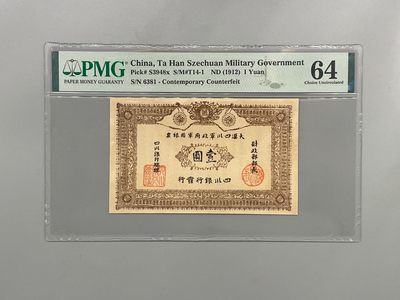 PMG
PAPER MONEY GUARANTY
China, Ta Han Szechuan Military Government
Pick# S3948x S/M#T14-1 ND (1912) 1 Yuan
S/N 6381 - Contemporary Counterfeit
64
Choice Uncirculated
票銀用軍府政軍川四漢大
圓壹
行發行銀川四